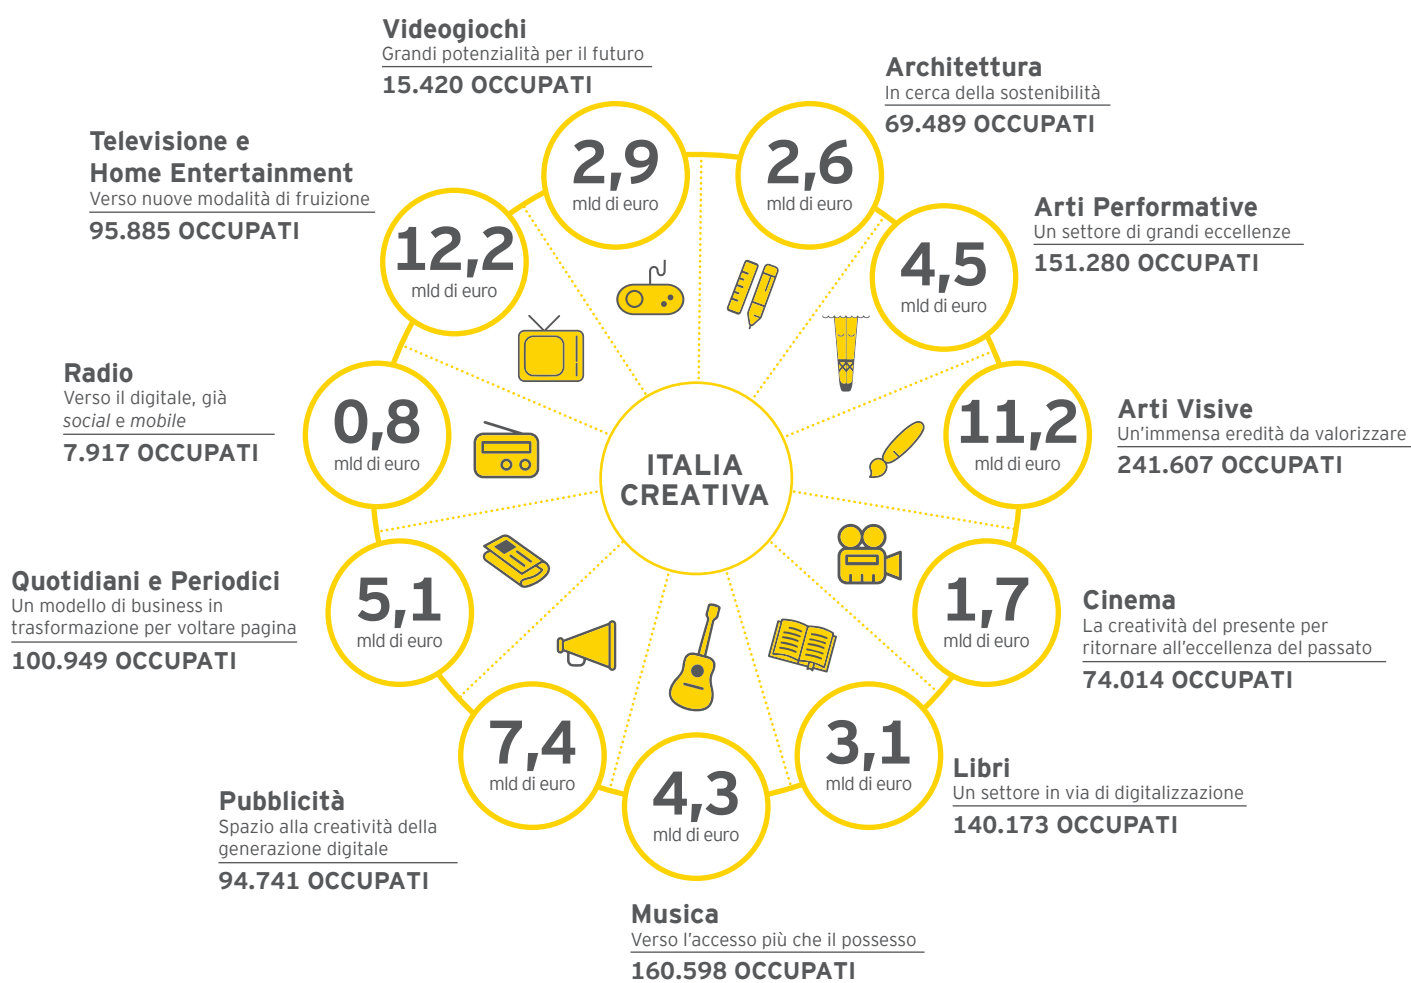 Videogiochi
Grandi potenzialità per il futuro
15.420 OCCUPATI
2,9
mld di euro
Architettura
In cerca della sostenibilità
69.489 OCCUPATI
2,6
mld di euro
Arti Performative
Un settore di grandi eccellenze
151.280 OCCUPATI
4,5
mld di euro
Arti Visive
Un'immensa eredità da valorizzare
241.607 OCCUPATI
11,2
mld di euro
Cinema
La creatività del presente per
ritornare all'eccellenza del passato
74.014 OCCUPATI
1,7
mld di euro
Libri
Un settore in via di digitalizzazione
140.173 OCCUPATI
3,1
mld di euro
Musica
Verso l'accesso più che il possesso
160.598 OCCUPATI
4,3
mld di euro
Pubblicità
Spazio alla creatività della
generazione digitale
94.741 OCCUPATI
7,4
mld di euro
Quotidiani e Periodici
Un modello di business in
trasformazione per voltare pagina
100.949 OCCUPATI
5,1
mld di euro
Radio
Verso il digitale, già
social e mobile
7.917 OCCUPATI
0,8
mld di euro
Televisione e
Home Entertainment
Verso nuove modalità di fruizione
95.885 OCCUPATI
12,2
mld di euro
ITALIA
CREATIVA